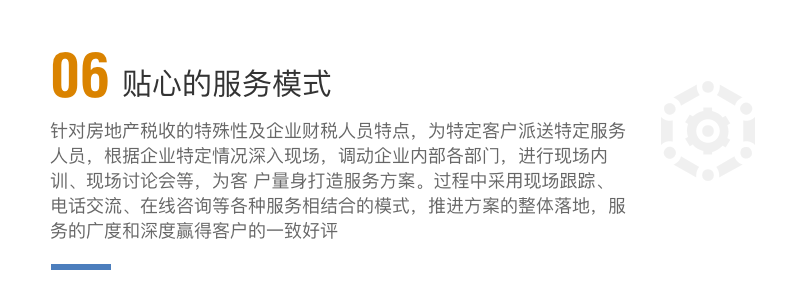 06 贴心的服务模式
针对房地产税收的特殊性及企业财税人员特点，为特定客户派送特定服务
人员，根据企业特定情况深入现场，调动企业内部各部门，进行现场内
训、现场讨论会等，为客 户量身打造服务方案。过程中采用现场跟踪、
电话交流、在线咨询等各种服务相结合的模式，推进方案的整体落地，服
务的广度和深度赢得客户的一致好评